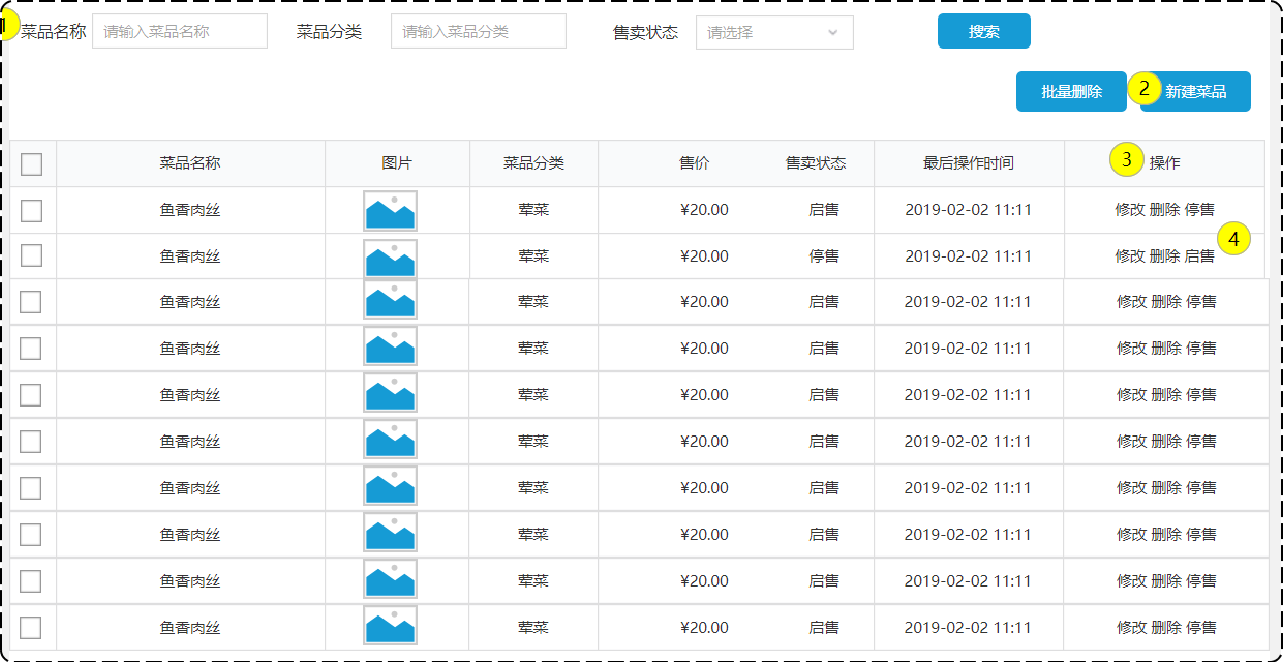 1 菜品名称 请输入菜品名称 菜品分类 请输入菜品分类 售卖状态 请选择 搜索
批量删除 2 新建菜品
菜品名称 图片 菜品分类 售价 售卖状态 最后操作时间 3 操作
鱼香肉丝 荤菜 ¥20.00 启售 2019-02-02 11:11 修改 删除 停售
4
鱼香肉丝 荤菜 ¥20.00 停售 2019-02-02 11:11 修改 删除 启售
鱼香肉丝 荤菜 ¥20.00 启售 2019-02-02 11:11 修改 删除 停售
鱼香肉丝 荤菜 ¥20.00 启售 2019-02-02 11:11 修改 删除 停售
鱼香肉丝 荤菜 ¥20.00 启售 2019-02-02 11:11 修改 删除 停售
鱼香肉丝 荤菜 ¥20.00 启售 2019-02-02 11:11 修改 删除 停售
鱼香肉丝 荤菜 ¥20.00 启售 2019-02-02 11:11 修改 删除 停售
鱼香肉丝 荤菜 ¥20.00 启售 2019-02-02 11:11 修改 删除 停售
鱼香肉丝 荤菜 ¥20.00 启售 2019-02-02 11:11 修改 删除 停售
鱼香肉丝 荤菜 ¥20.00 启售 2019-02-02 11:11 修改 删除 停售